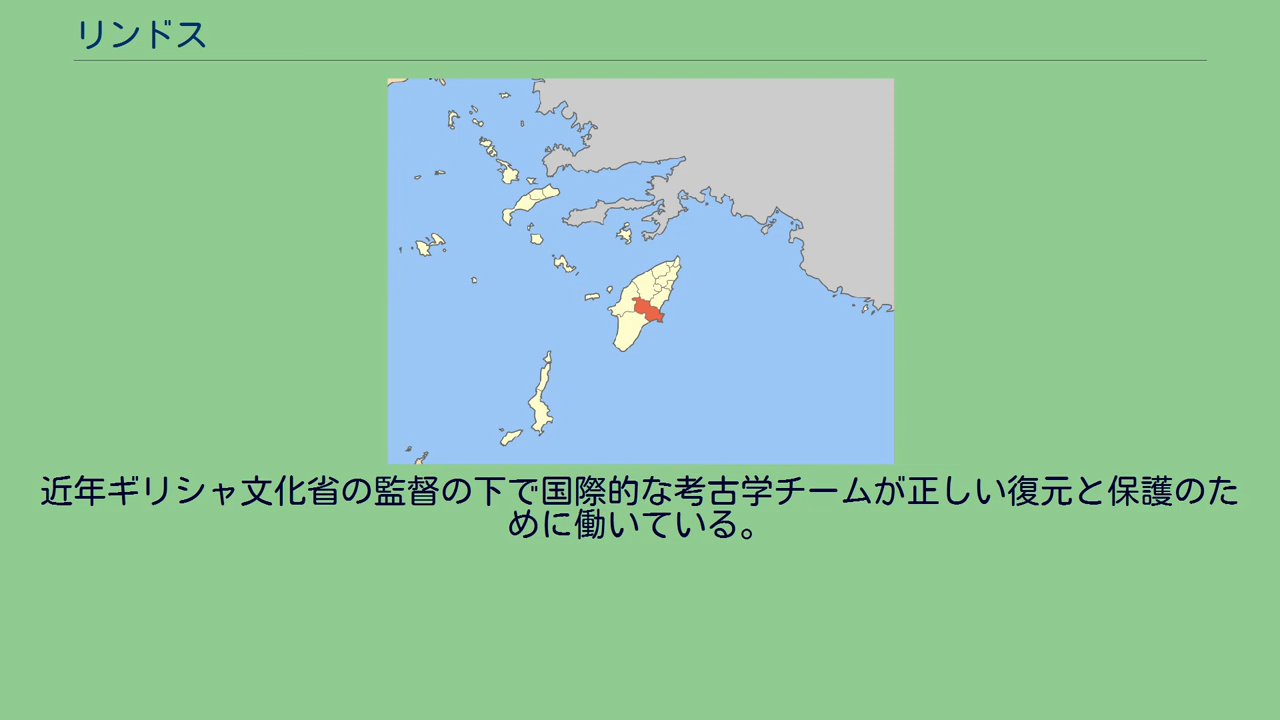 リンドス
近年ギリシャ文化省の監督の下で国際的な考古学チームが正しい復元と保護のた
めに働いている。